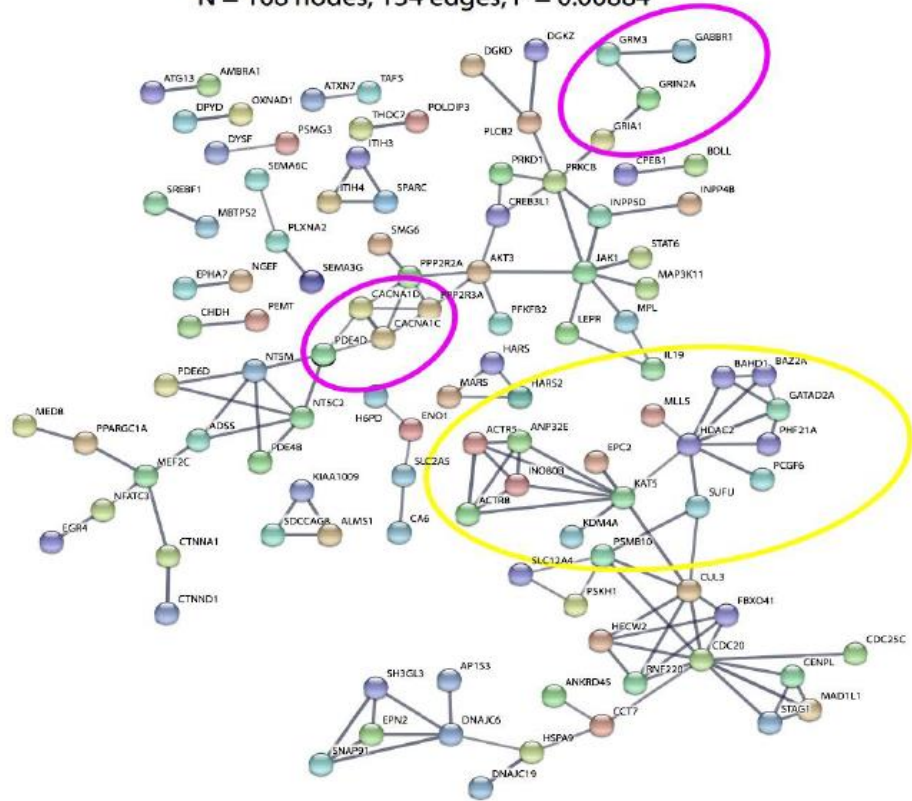 N = 168 nodes, 134 edges, P = 0.00884
DGKZ
DGKD
GRM3
GABBR1
ATG13
AMBRA1
ATXN7
TAF5
GRIN2A
DPYD
OXNAD1
THOC7
POLDIP3
PLCB2
GRIA1
DYSF
PSMG3
ITIH3
PRKD1
PRKCB
CPEB1
BOLL
SEMA6C
ITIH4
SPARC
SREBF1
MBTPS2
CREB3L1
INPP5D
INPP4B
PLXNA2
SMG6
STAT6
EPHA7
NGEF
SEMA3G
PPP2R2A
AKT3
JAK1
MAP3K11
CACNA1D
PPP2R3A
CHDH
PEMT
CACNA1C
PFKFB2
LEPR
MPL
PDE4D
IL19
NT5M
HARS
BAHD1
BAZ2A
PDE6D
MARS
HARS2
GATAD2A
MED8
NT5C2
H6PD
ENO1
MLL5
PPARGC1A
ADSS
ACTR5
ANP32E
HDAC2
PHF21A
PDE4B
EPC2
MEF2C
SLC2A5
INO80B
PCGF6
NFATC3
KIAA1009
KAT5
SUFU
EGR4
SDCCAG8
ALMS1
CA6
ACTR8
KDM4A
CTNNA1
PSMB10
SLC12A4
CUL3
CTNND1
PSKH1
FBXO41
HECW2
CDC20
CDC25C
RNF220
CENPL
SH3GL3
AP1S3
ANKRD45
MAD1L1
EPN2
DNAJC6
CCT7
STAG1
SNAP91
HSPA9
DNAJC19